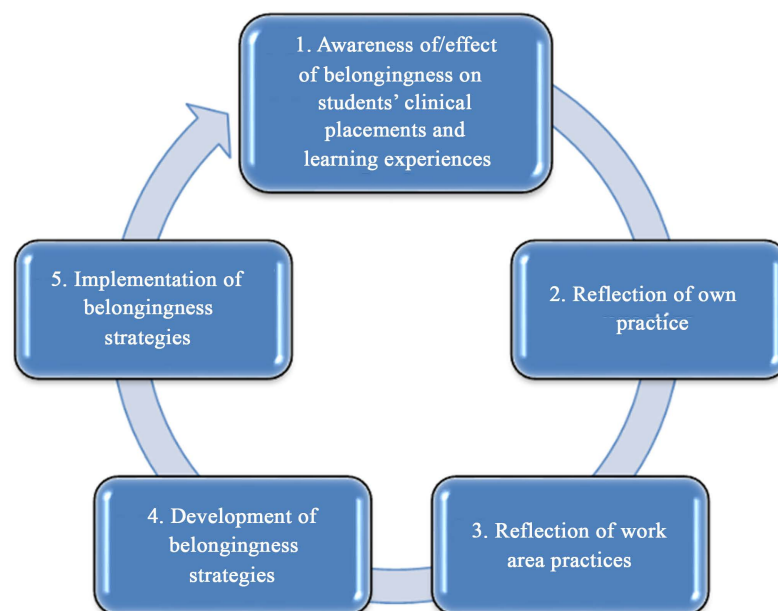 1. Awareness of/effect
of belongingness on
students’ clinical
placements and
learning experiences
2. Reflection of own
practice
3. Reflection of work
area practices
4. Development of
belongingness
strategies
5. Implementation of
belongingness
strategies